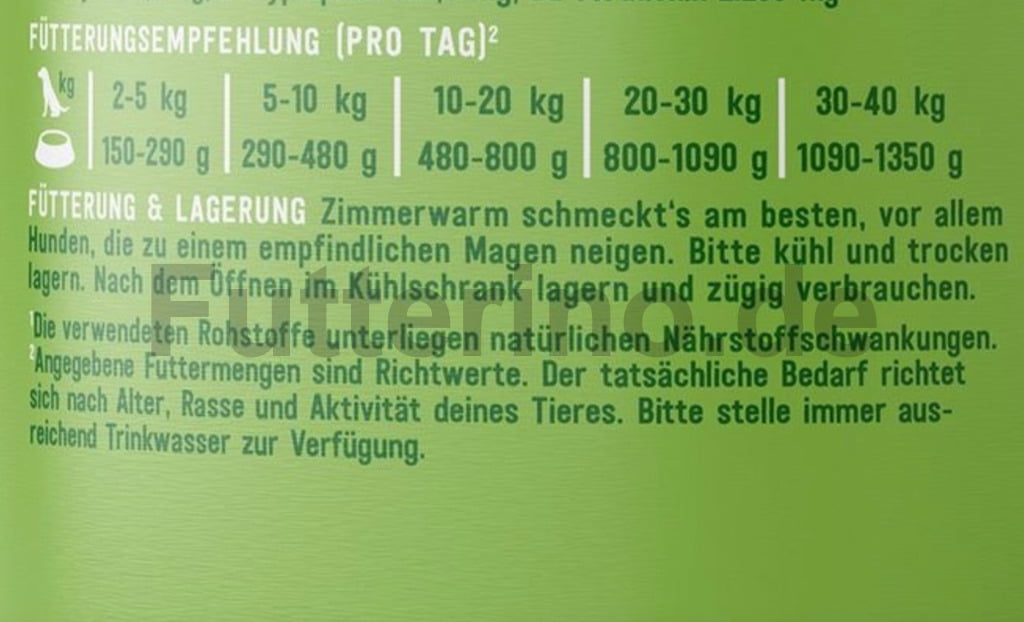 FÜTTERUNGSEMPFEHLUNG (PRO TAG)²
kg 2-5 kg 5-10 kg 10-20 kg 20-30 kg 30-40 kg
150-290 g 290-480 g 480-800 g 800-1090 g 1090-1350 g
FÜTTERUNG & LAGERUNG Zimmerwarm schmeckt‘s am besten, vor allem
Hunden, die zu einem empfindlichen Magen neigen. Bitte kühl und trocken
lagern. Nach dem Öffnen im Kühlschrank lagern und zügig verbrauchen.
Futterino.de
¹Die verwendeten Rohstoffe unterliegen natürlichen Nährstoffschwankungen.
²Angegebene Futtermengen sind Richtwerte. Der tatsächliche Bedarf richtet
sich nach Alter, Rasse und Aktivität deines Tieres. Bitte stelle immer aus-
reichend Trinkwasser zur Verfügung.